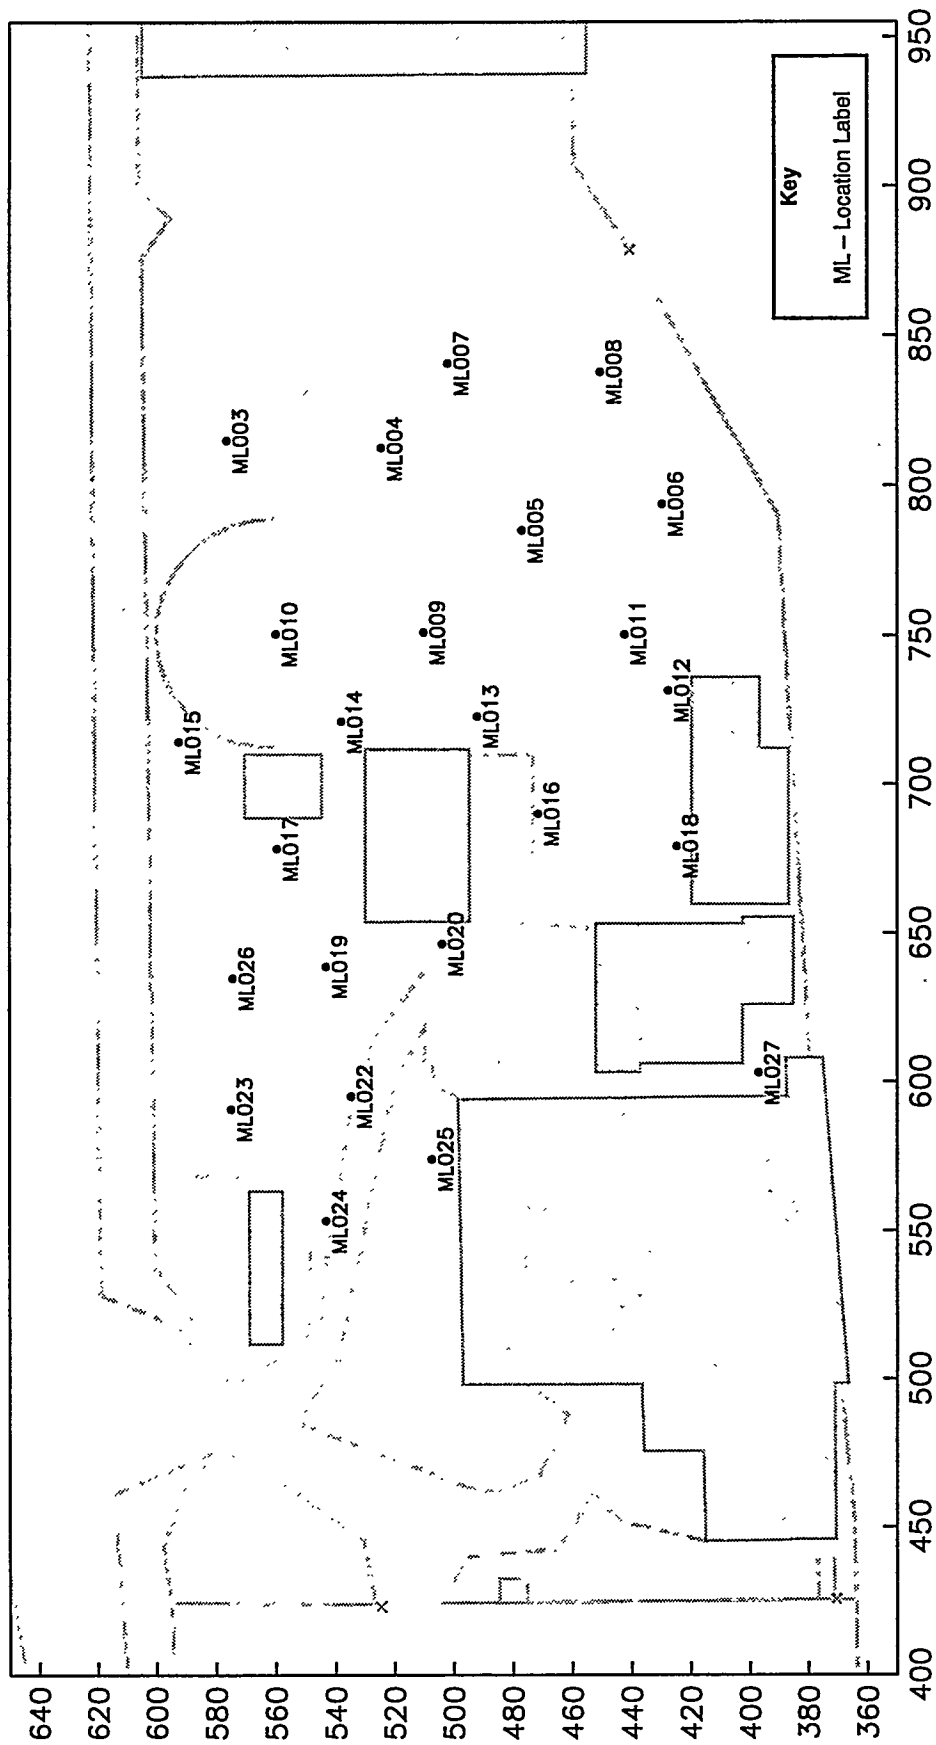 640
620
600
ML015
580
ML003
ML023
ML026
560
ML017
ML010
540
ML024
ML019
ML014
ML022
520
ML004
ML009
500
ML025
ML020
ML007
480
ML013
ML005
ML016
460
440
ML008
ML011
420
ML006
ML012
ML018
400
380
ML027
360
Key
ML – Location Label
400
450
500
550
600
650
700
750
800
850
900
950